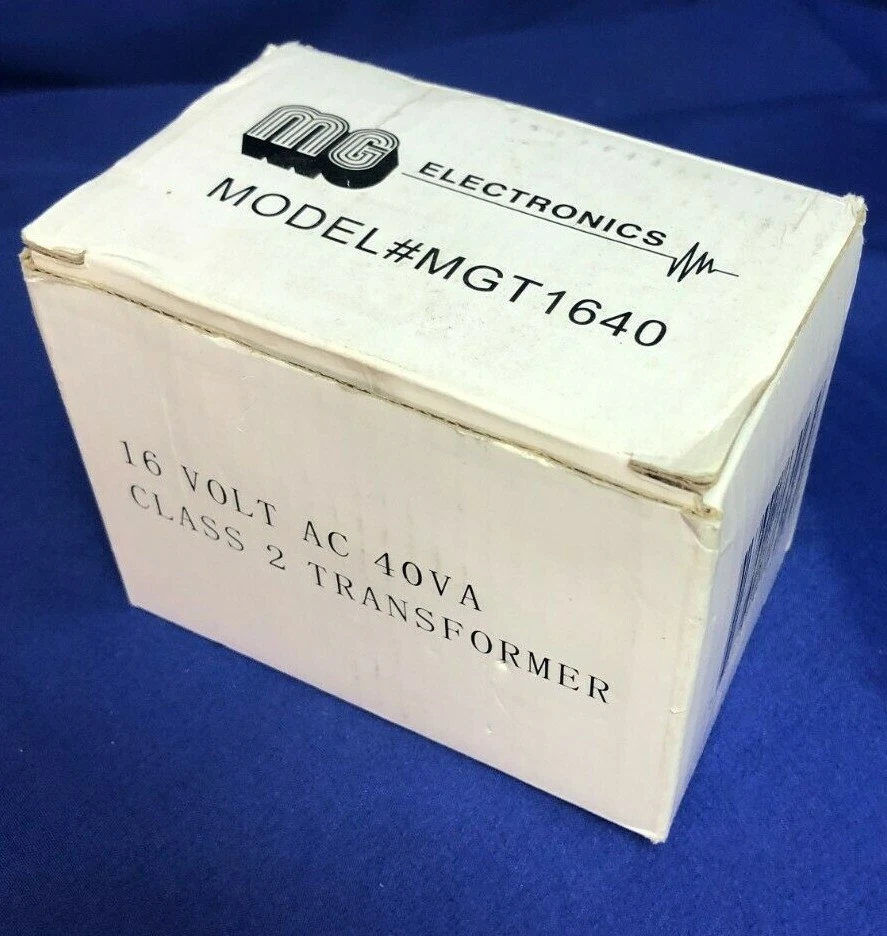 MG ELECTRONICS
MODEL#MGT1640
16 VOLT AC 40VA
CLASS 2 TRANSFORMER